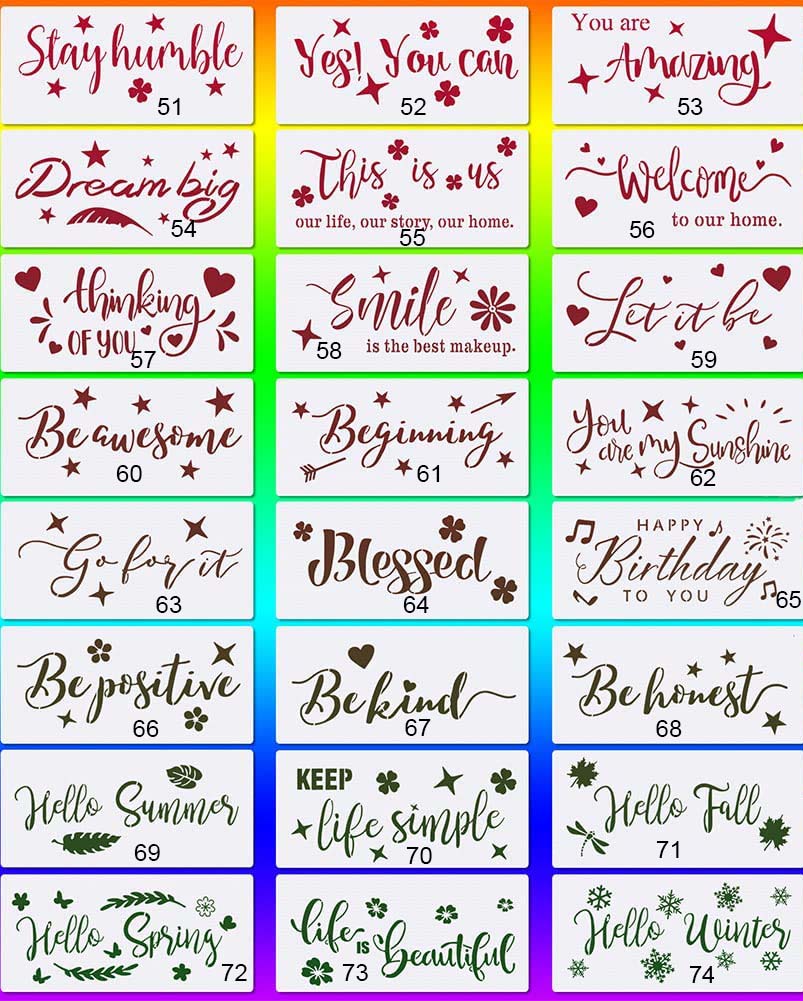 Stay humble
51
Yes! You can
52
You are
Amazing
53
Dream big
54
This is us
our life, our story, our home.
55
Welcome
to our home.
56
thinking
OF YOU
57
Smile
is the best makeup.
58
Let it be
59
Be awesome
60
Beginning
61
You
are my Sunshine
62
Go for it
63
Blessed
64
HAPPY
Birthday
TO YOU
65
Be positive
66
Be kind
67
Be honest
68
Hello Summer
69
KEEP
life simple
70
Hello Fall
71
Hello Spring
72
life IS beautiful
73
Hello Winter
74